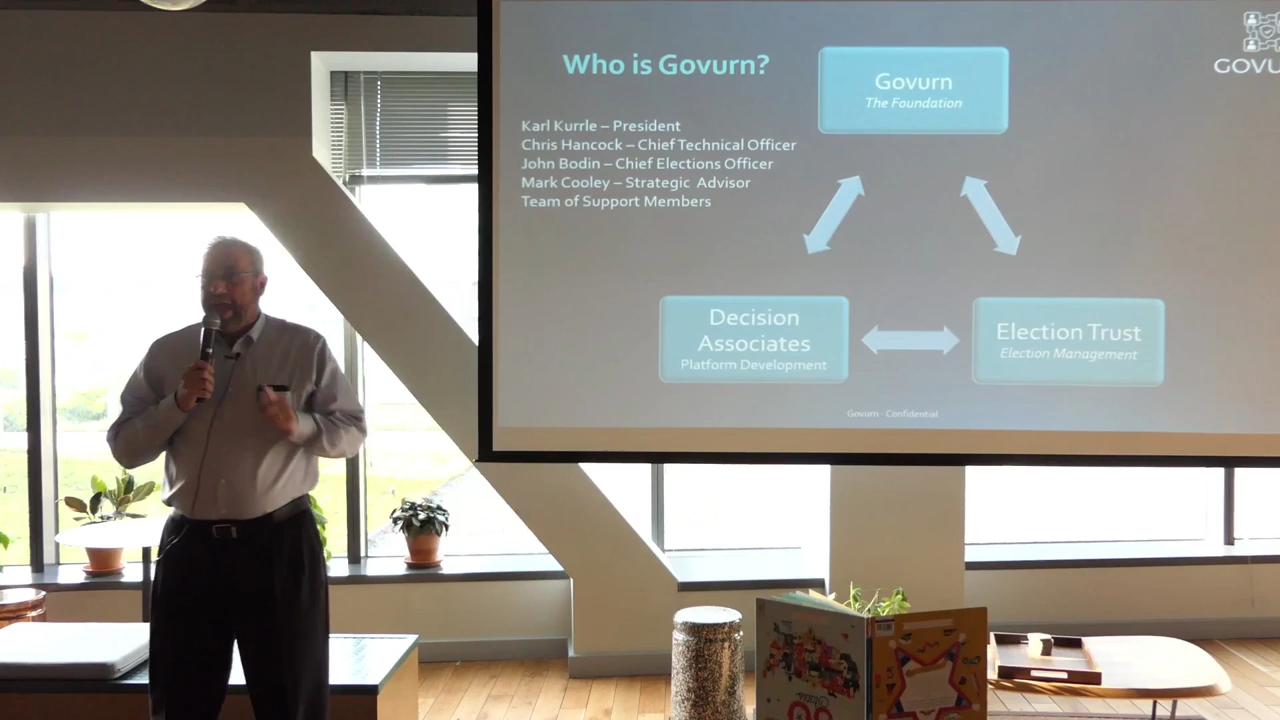 Who is Govurn?
Karl Kurrle – President
Chris Hancock – Chief Technical Officer
John Bodin – Chief Elections Officer
Mark Cooley – Strategic Advisor
Team of Support Members
Govurn
The Foundation
Decision
Associates
Platform Development
Election Trust
Election Management
Govurn - Confidential